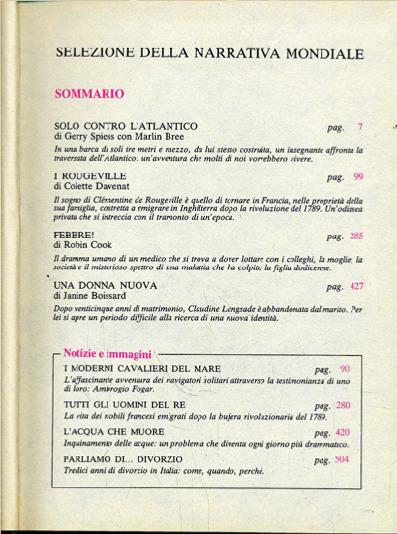 SELEZIONE DELLA NARRATIVA MONDIALE
SOMMARIO
SOLO CONTRO L'ATLANTICO pag. 7
di Gerry Spiess con Marlin Bree
In una barca di soli tre metri e mezzo, da lui stesso costruita, un insegnante affronta la
traversata dell'Atlantico: un'avventura che molti di noi vorrebbero vivere.
I ROUGEVILLE pag. 99
di Colette Davenat
Il sogno di Clémentine de Rougeville è quello di tornare in Francia, nelle proprietà della
sua famiglia, costretta a emigrare in Inghilterra dopo la rivoluzione del 1789. Un'odissea
privata che si intreccia con il tramonto di un'epoca.
FEBBRE! pag. 285
di Robin Cook
Il dramma umano di un medico che si trova a dover lottare con i colleghi, la moglie, la
società e il misterioso spettro di una malattia che ha colpito la figlia dodicenne.
UNA DONNA NUOVA pag. 427
di Janine Boissard
Dopo venticinque anni di matrimonio, Claudine Longsade è abbandonata dal marito. Per
lei si apre un periodo difficile alla ricerca di una nuova identità.
Notizie e immagini
I MODERNI CAVALIERI DEL MARE pag. 90
L'affascinante avventura dei navigatori solitari attraverso la testimonianza di uno
di loro: Ambrogio Fogar.
TUTTI GLI UOMINI DEL RE pag. 280
La vita dei nobili francesi emigrati dopo la bufera rivoluzionaria del 1789.
L'ACQUA CHE MUORE pag. 420
Inquinamento delle acque: un problema che diventa ogni giorno più drammatico.
PARLIAMO DI... DIVORZIO pag. 504
Tredici anni di divorzio in Italia: come, quando, perché.